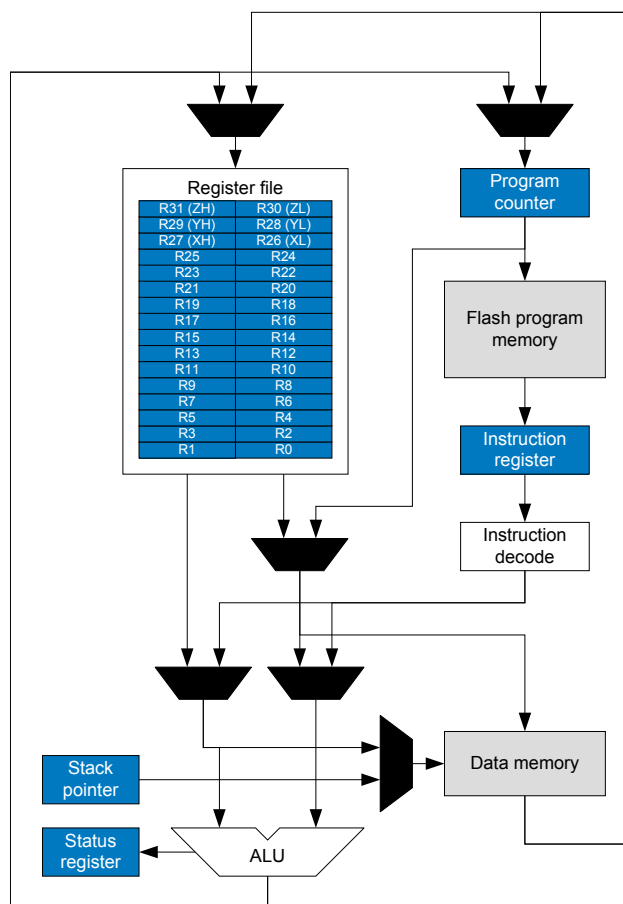 Register file
R31 (ZH) R30 (ZL)
R29 (YH) R28 (YL)
R27 (XH) R26 (XL)
R25 R24
R23 R22
R21 R20
R19 R18
R17 R16
R15 R14
R13 R12
R11 R10
R9 R8
R7 R6
R5 R4
R3 R2
R1 R0
Program
counter
Flash program
memory
Instruction
register
Instruction
decode
Stack
pointer
Data memory
Status
register
ALU